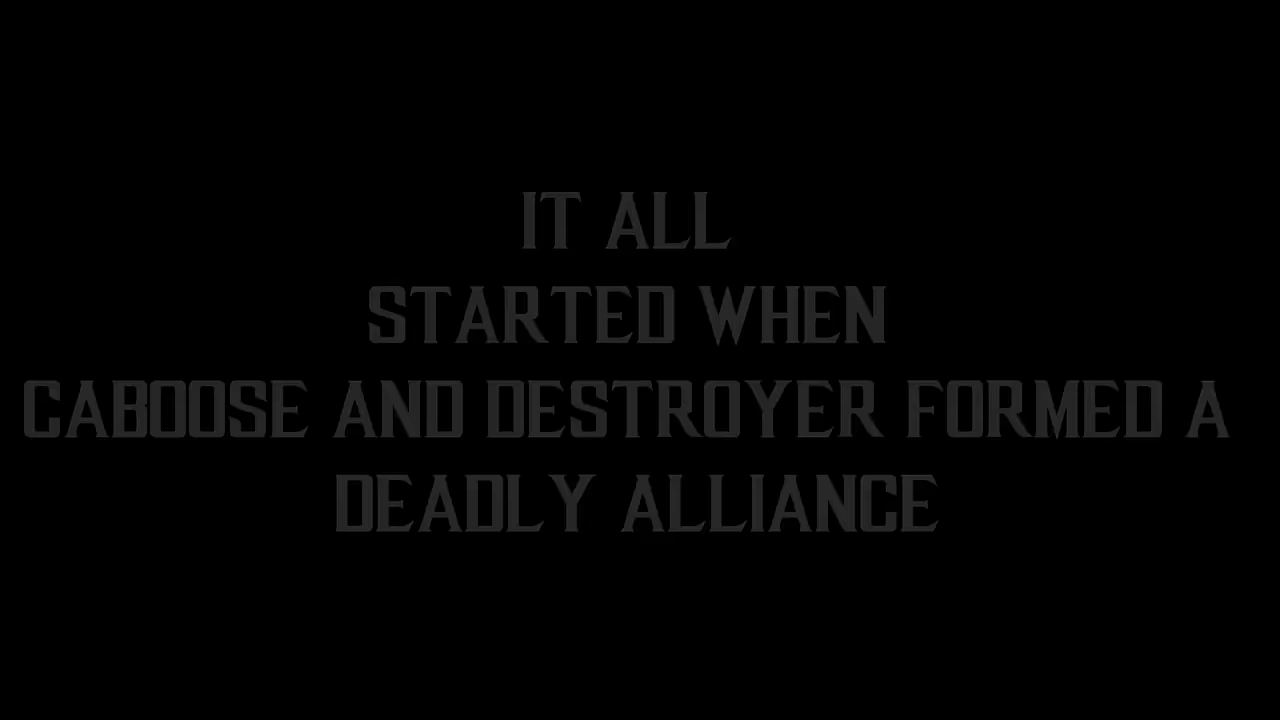 IT ALL
STARTED WHEN
CABOOSE AND DESTROYER FORMED A
DEADLY ALLIANCE